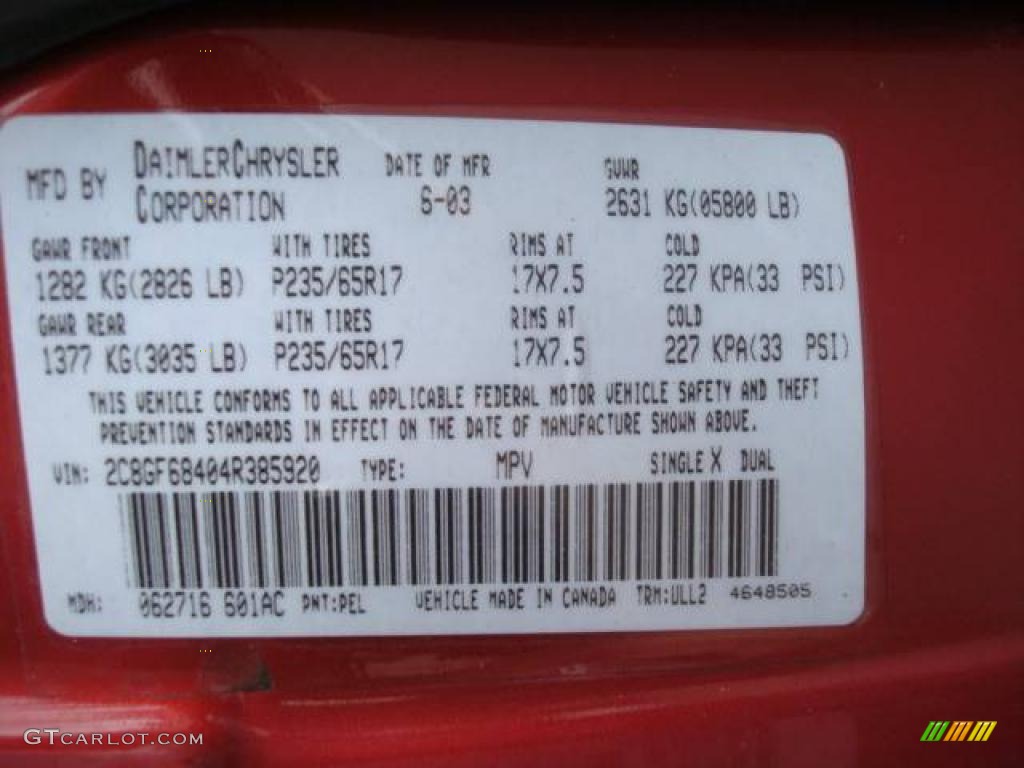 MFD BY DAIMLERCHRYSLER CORPORATION DATE OF MFR 6-03 GVWR 2631 KG(05800 LB)
GAWR FRONT WITH TIRES RIMS AT COLD
1282 KG(2826 LB) P235/65R17 17X7.5 227 KPA(33 PSI)
GAWR REAR WITH TIRES RIMS AT COLD
1377 KG(3035 LB) P235/65R17 17X7.5 227 KPA(33 PSI)
THIS VEHICLE CONFORMS TO ALL APPLICABLE FEDERAL MOTOR VEHICLE SAFETY AND THEFT
PREVENTION STANDARDS IN EFFECT ON THE DATE OF MANUFACTURE SHOWN ABOVE.
VIN: 2C8GF68404R385920 TYPE: MPV SINGLE X DUAL
MDH: 062716 601AC PNT:PEL VEHICLE MADE IN CANADA TRM:ULL2 4648505
GTCARLOT.COM